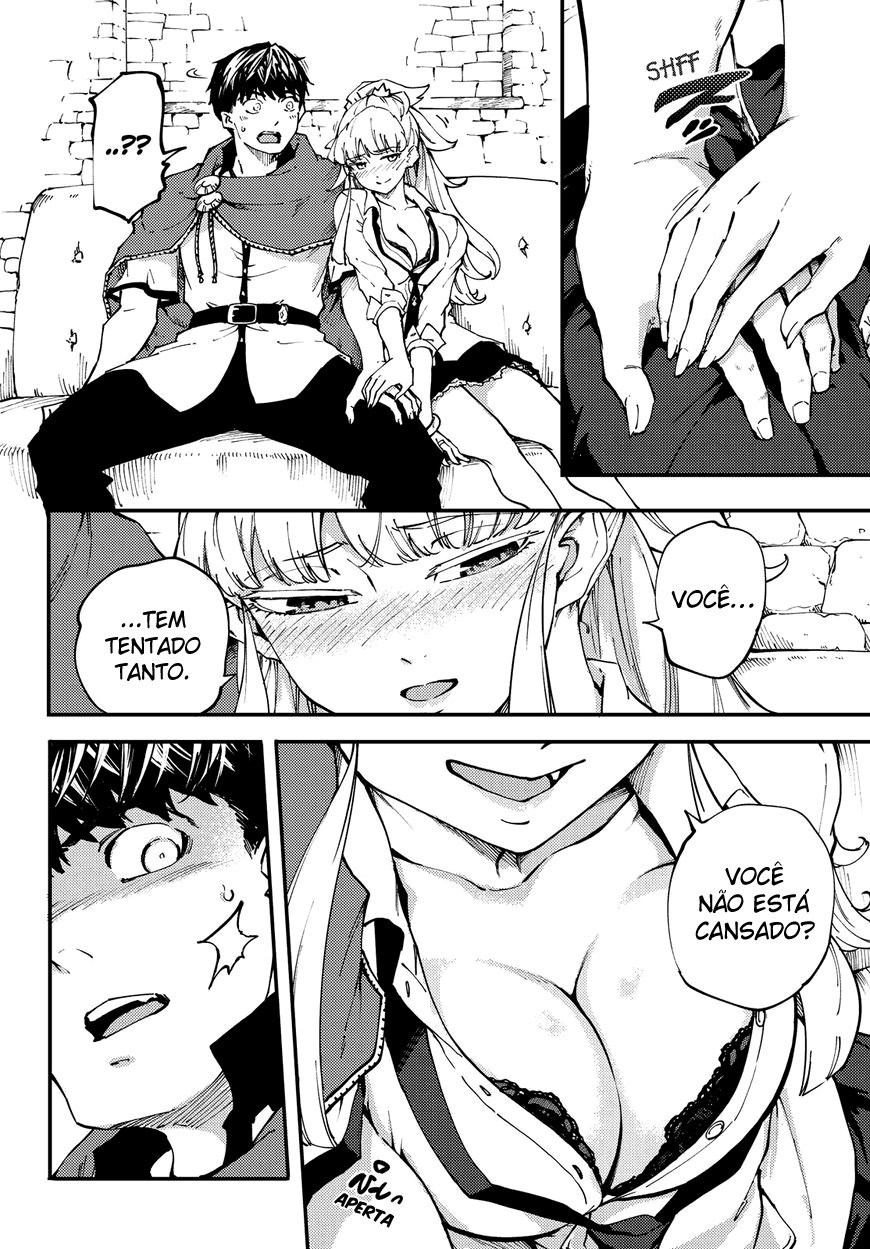 SHFF
..??
VOCÊ...
...TEM
TENTADO
TANTO.
VOCÊ
NÃO ESTÁ
CANSADO?
APERTA